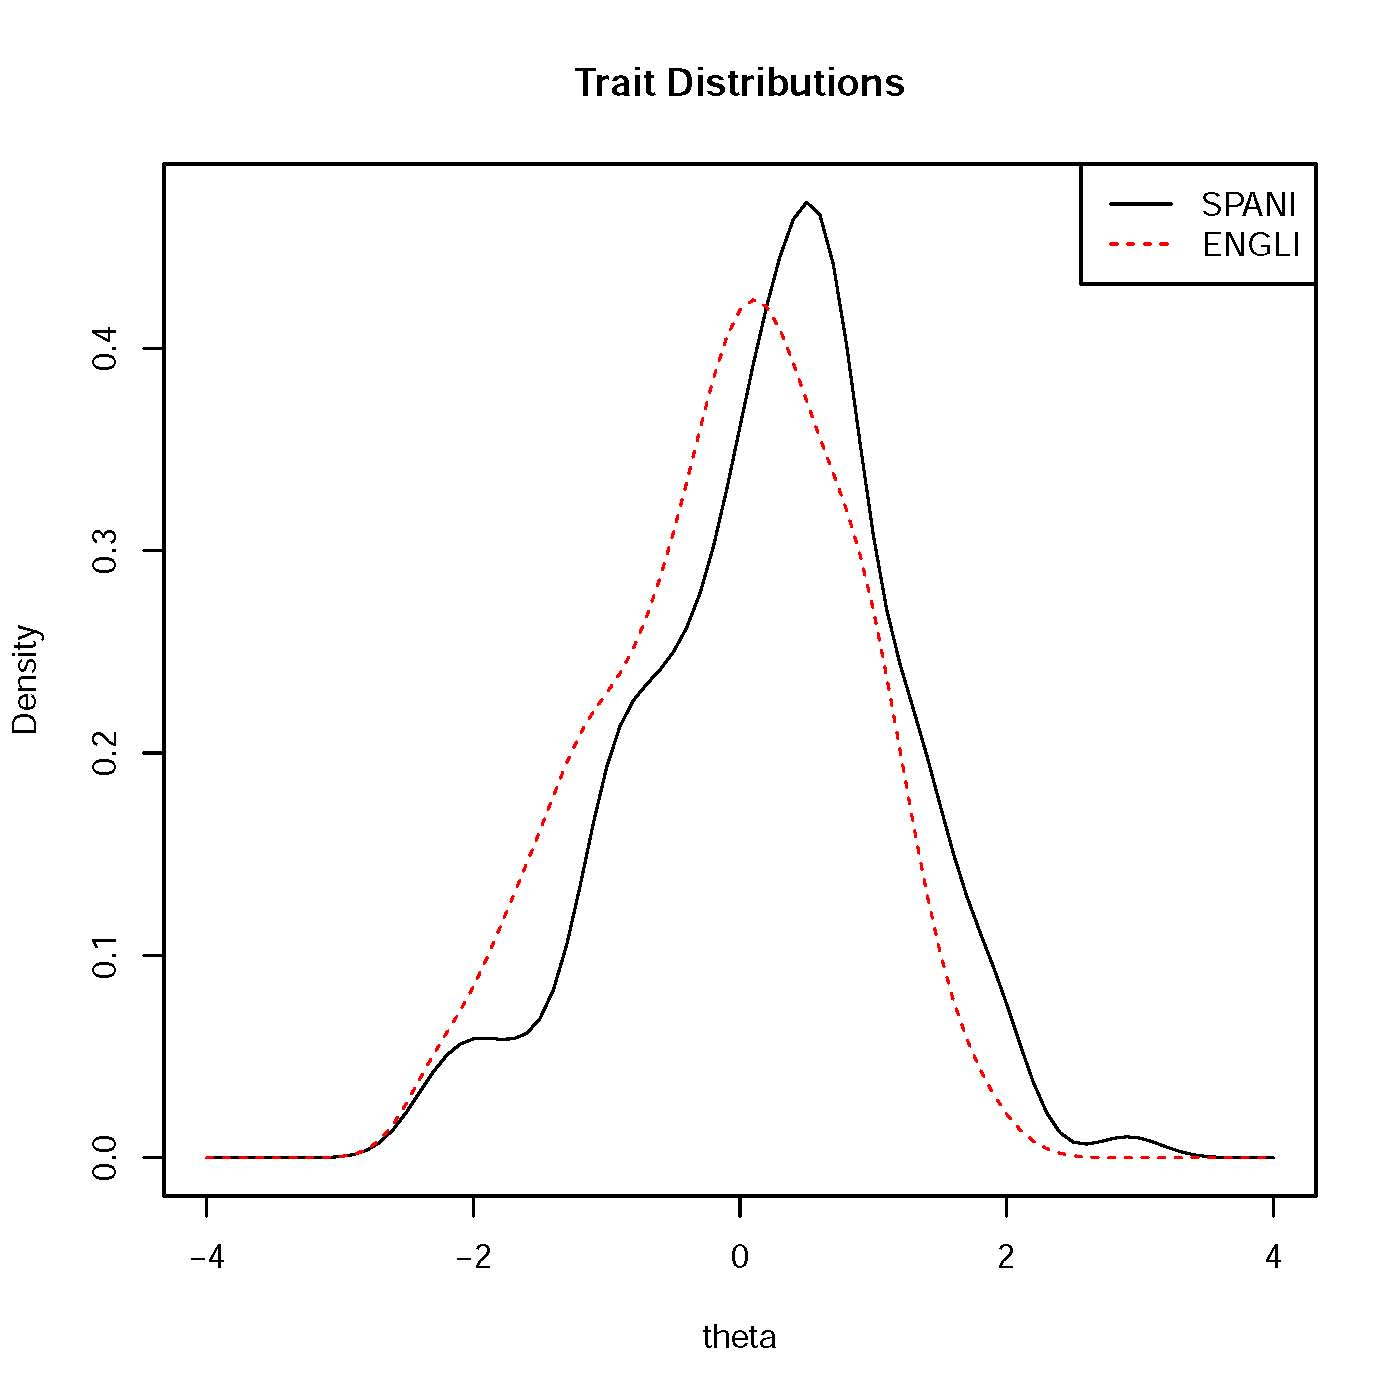 Trait Distributions
SPANI
ENGLI
0.4
0.3
0.2
0.1
0.0
Density
−4 −2 0 2 4
theta